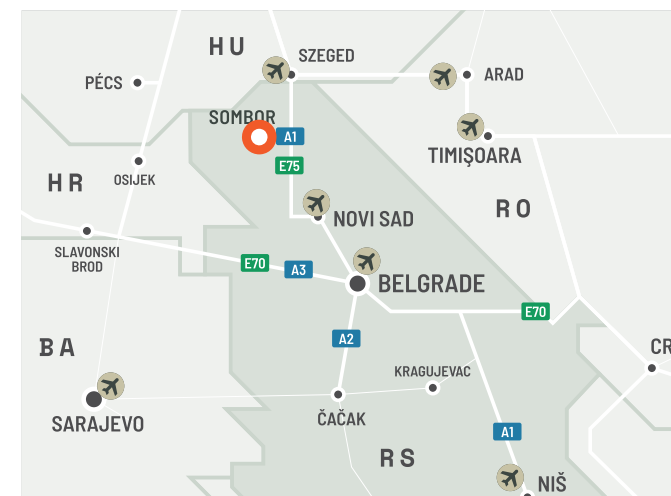 HU
SZEGED
ARAD
PÉCS
SOMBOR
A1
TIMIŞOARA
E75
OSIJEK
HR
RO
NOVI SAD
SLAVONSKI
BROD
E70
A3
BELGRADE
E70
A2
BA
CR
KRAGUJEVAC
SARAJEVO
ČAČAK
A1
RS
NIŠ